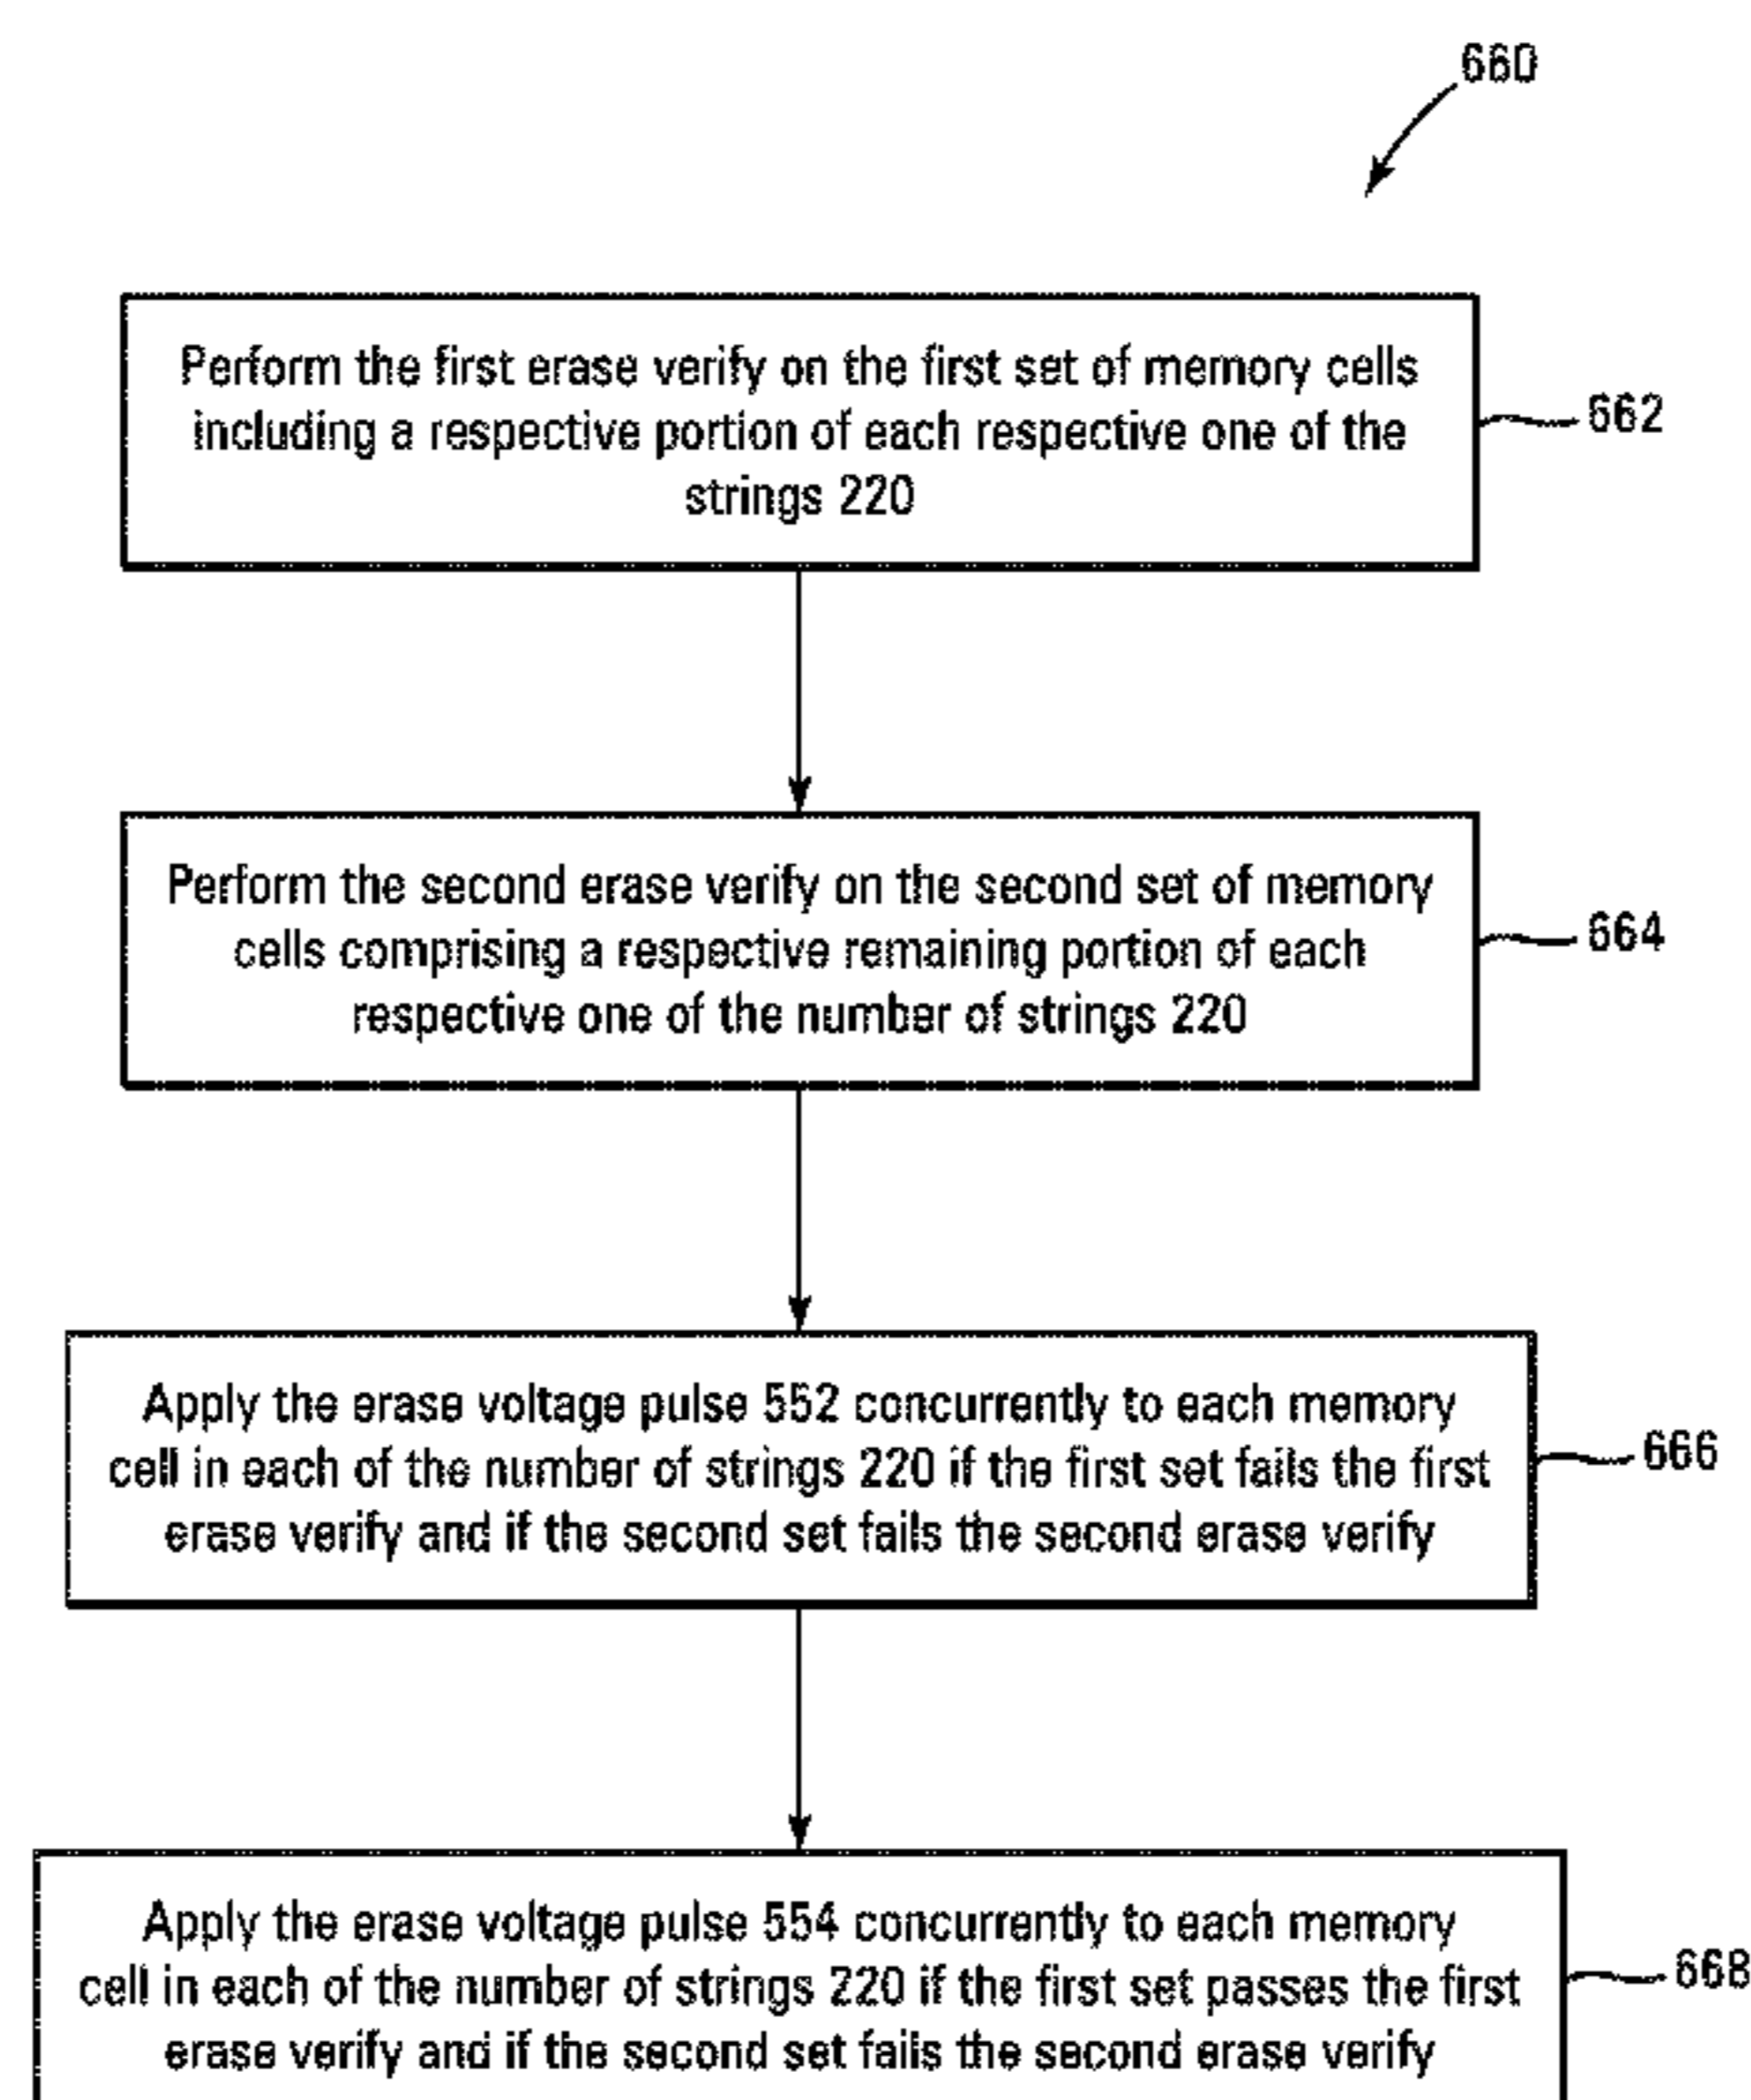 660
Perform the first erase verify on the first set of memory cells
including a respective portion of each respective one of the
strings 220
662
Perform the second erase verify on the second set of memory
cells comprising a respective remaining portion of each
respective one of the number of strings 220
664
Apply the erase voltage pulse 552 concurrently to each memory
cell in each of the number of strings 220 if the first set fails the first
erase verify and if the second set fails the second erase verify
666
Apply the erase voltage pulse 554 concurrently to each memory
cell in each of the number of strings 220 if the first set passes the first
erase verify and if the second set fails the second erase verify
668